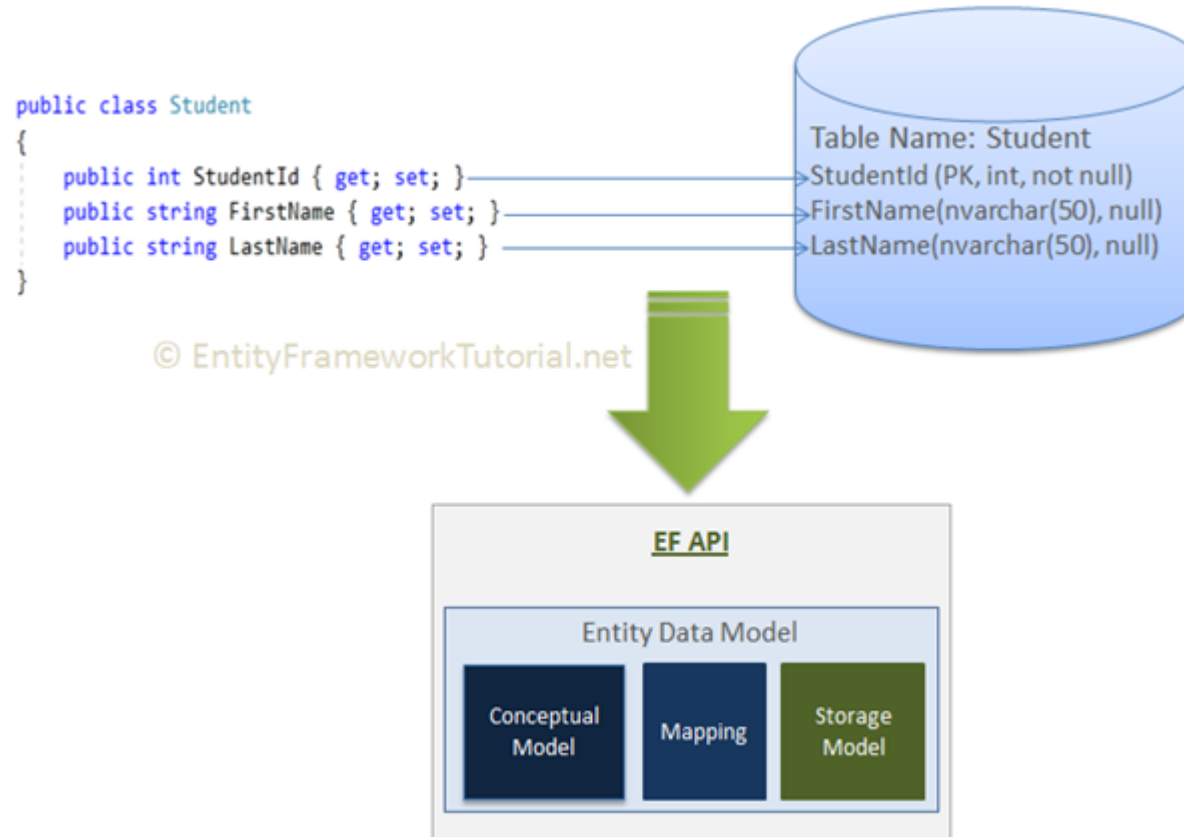 public class Student
{
public int StudentId { get; set; }
public string FirstName { get; set; }
public string LastName { get; set; }
}
Table Name: Student
StudentId (PK, int, not null)
FirstName(nvarchar(50), null)
LastName(nvarchar(50), null)
© EntityFrameworkTutorial.net
EF API
Entity Data Model
Conceptual
Model
Mapping
Storage
Model